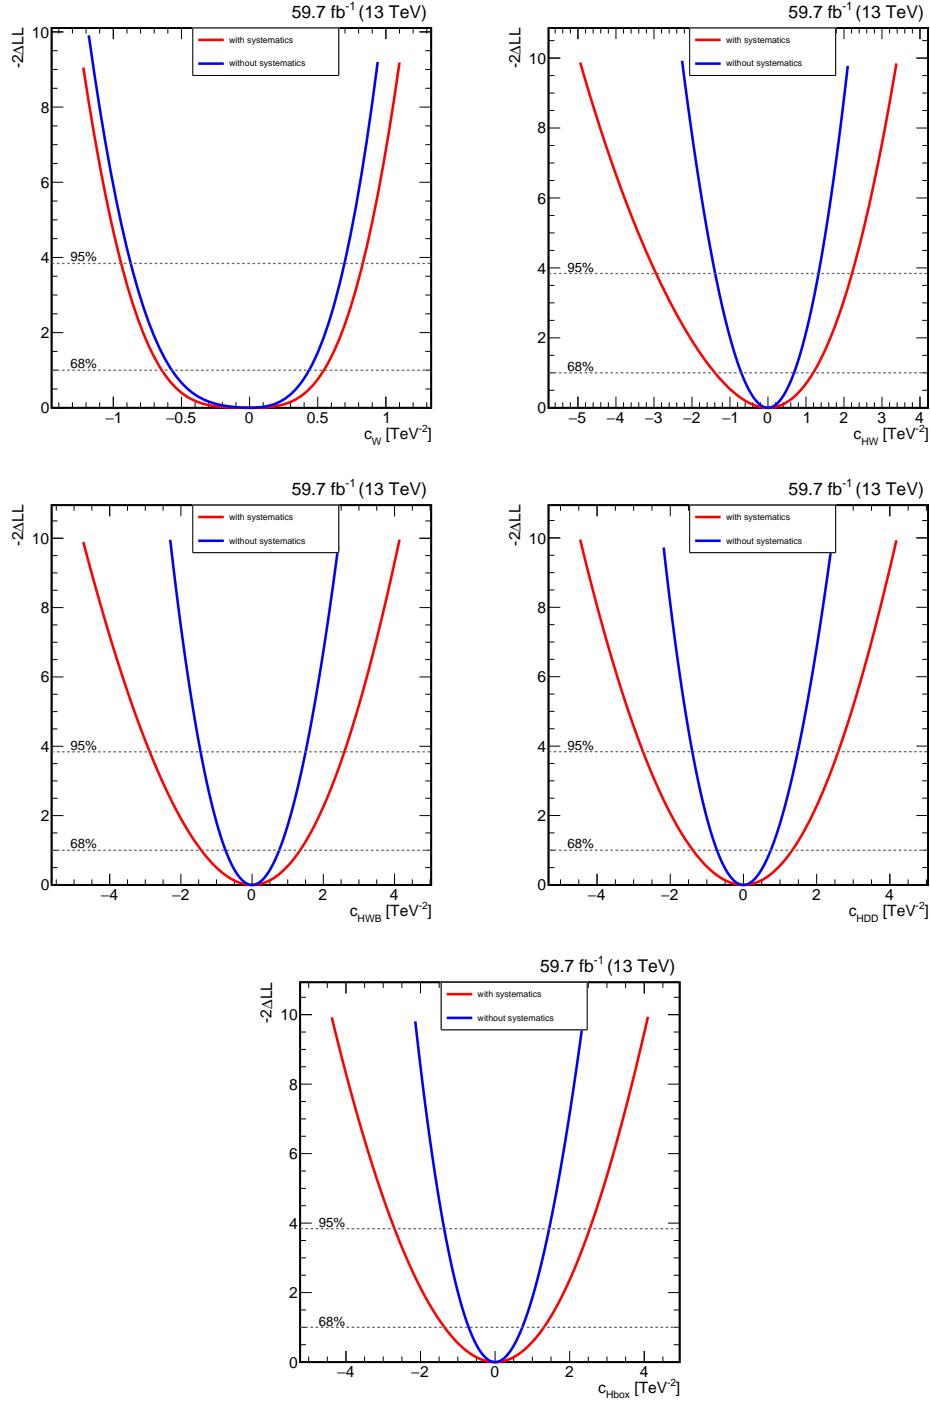 59.7 fb⁻¹ (13 TeV)
-2ΔLL
with systematics
without systematics
10
8
6
4
2
0
95%
68%
−1 −0.5 0 0.5 1
c_W [TeV⁻²]
59.7 fb⁻¹ (13 TeV)
-2ΔLL
with systematics
without systematics
10
8
6
4
2
0
95%
68%
−5 −4 −3 −2 −1 0 1 2 3 4
c_HW [TeV⁻²]
59.7 fb⁻¹ (13 TeV)
-2ΔLL
with systematics
without systematics
10
8
6
4
2
0
95%
68%
−4 −2 0 2 4
c_HWB [TeV⁻²]
59.7 fb⁻¹ (13 TeV)
-2ΔLL
with systematics
without systematics
10
8
6
4
2
0
95%
68%
−4 −2 0 2 4
c_HDD [TeV⁻²]
59.7 fb⁻¹ (13 TeV)
-2ΔLL
with systematics
without systematics
10
8
6
4
2
0
95%
68%
−4 −2 0 2 4
c_Hbox [TeV⁻²]